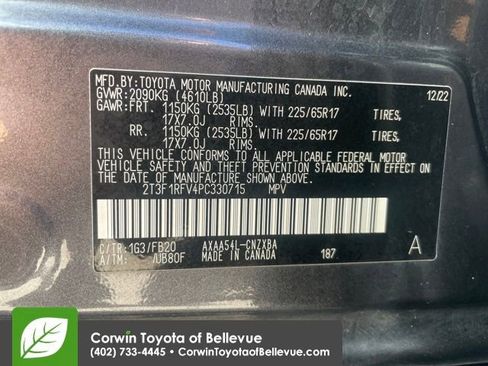 MFD.BY:TOYOTA MOTOR MANUFACTURING CANADA INC.
GVWR:2090KG (4610LB) 12/22
GAWR:FRT. 1150KG (2535LB) WITH 225/65R17 TIRES,
17X7.0J RIMS.
RR. 1150KG (2535LB) WITH 225/65R17 TIRES,
17X7.0J RIMS.
THIS VEHICLE CONFORMS TO ALL APPLICABLE FEDERAL MOTOR
VEHICLE SAFETY AND THEFT PREVENTION STANDARDS IN EFFECT
ON THE DATE OF MANUFACTURE SHOWN ABOVE.
2T3F1RFV4PC330715 MPV
C/TR:1G3/FB20 AXAA54L-CNZXBA
A/TM: /UB80F MADE IN CANADA 187 A
Corwin Toyota of Bellevue
(402) 733-4445 • CorwinToyotaofBellevue.com